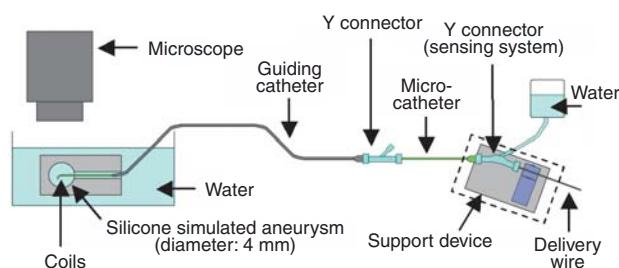 Microscope
Guiding
catheter
Y connector
Micro-
catheter
Y connector
(sensing system)
Water
Water
Silicone simulated aneurysm
(diameter: 4 mm)
Coils
Support device
Delivery
wire